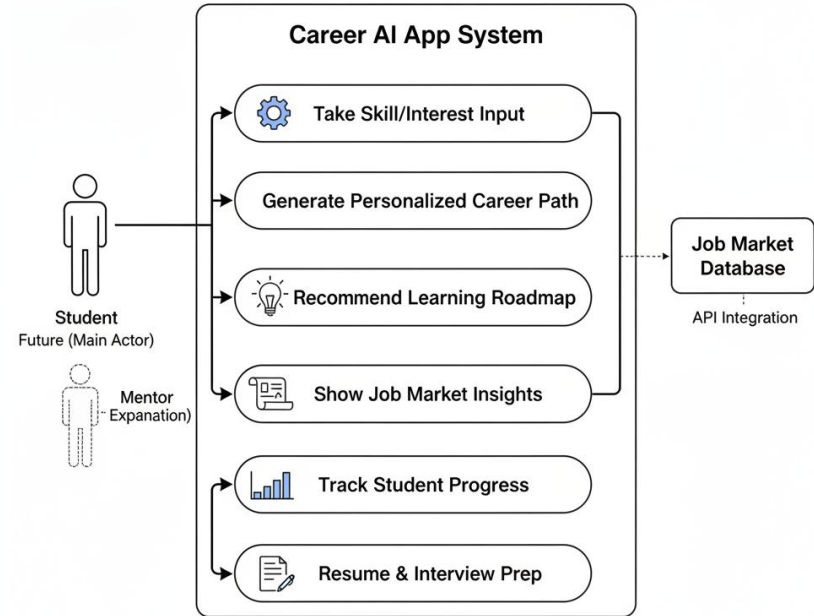 Career AI App System
Take Skill/Interest Input
Generate Personalized Career Path
Recommend Learning Roadmap
Show Job Market Insights
Track Student Progress
Resume & Interview Prep
Student
Future (Main Actor)
Mentor
Expanation)
Job Market
Database
API Integration